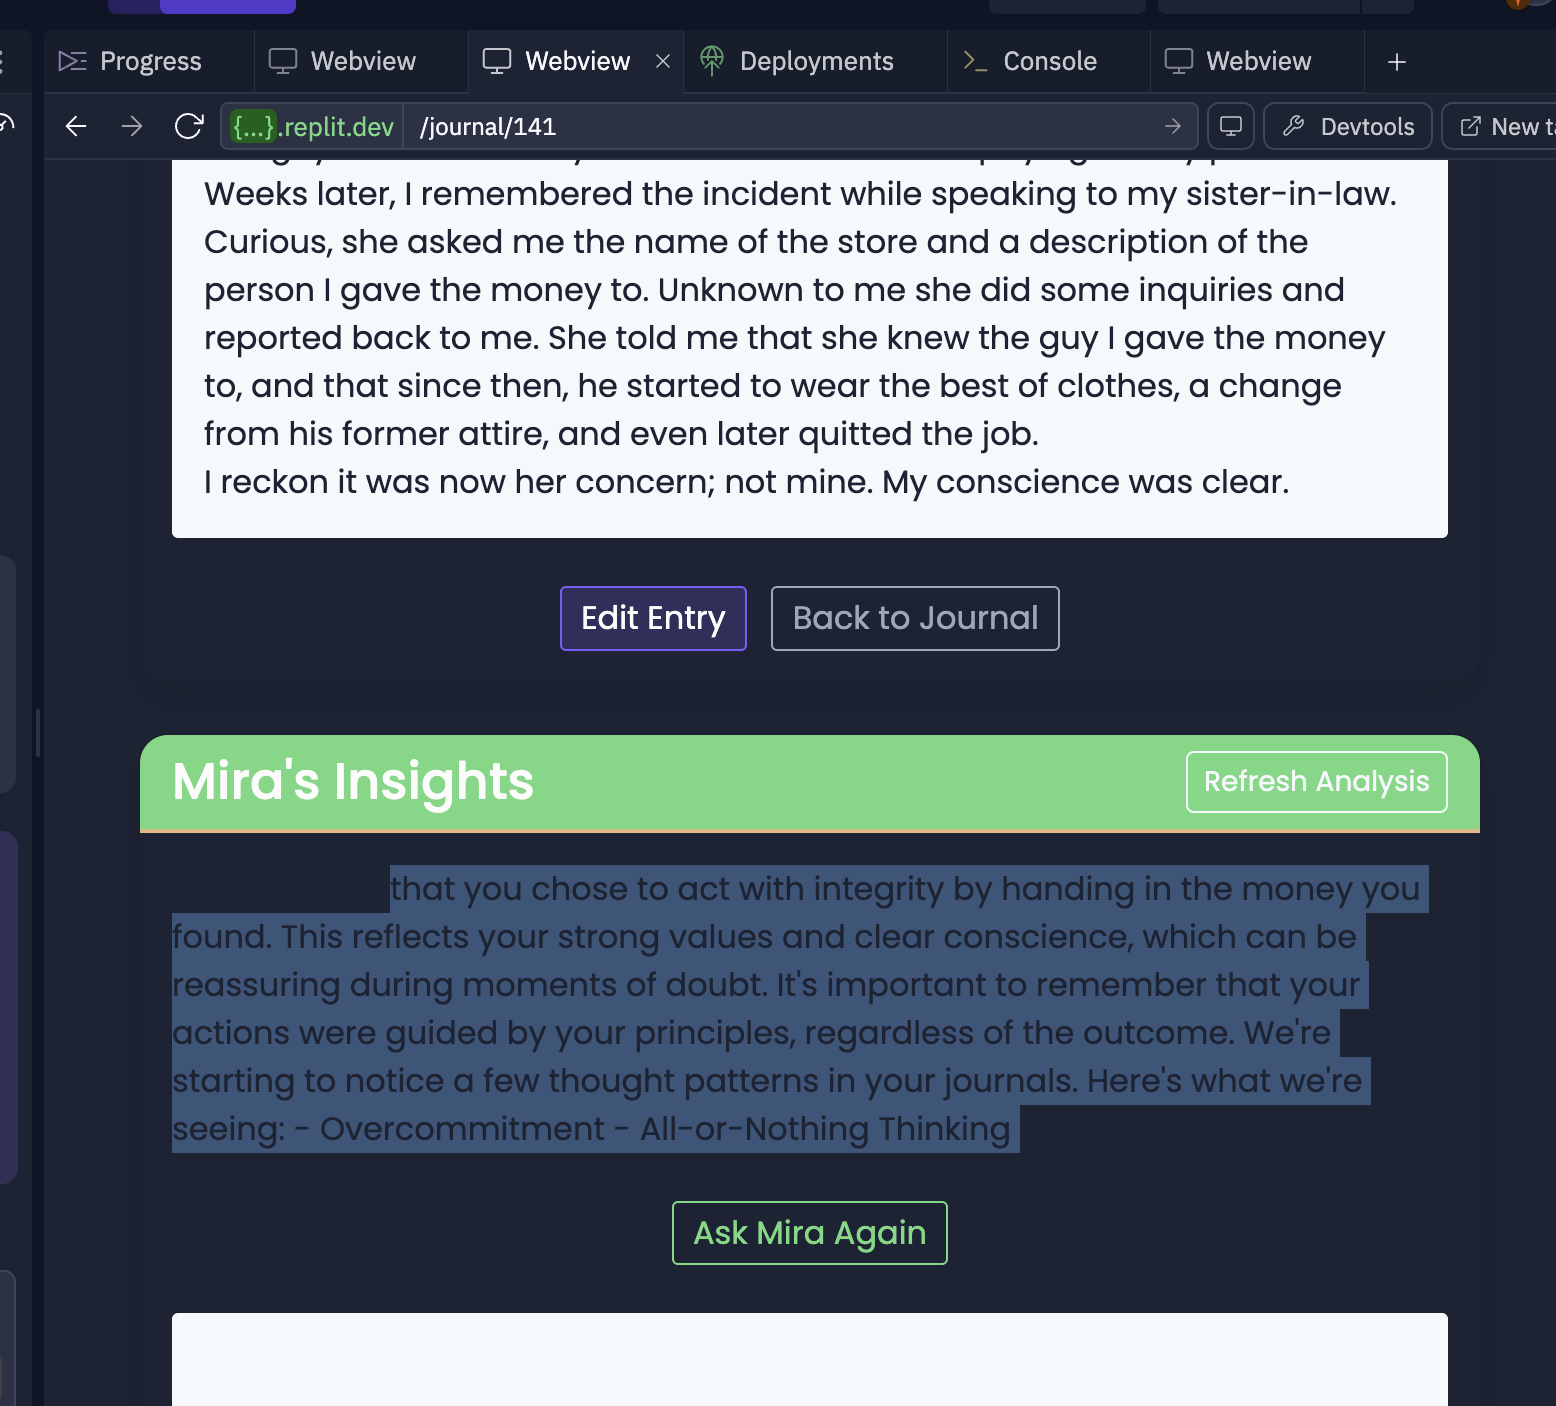 Progress
Webview
Webview
Deployments
Console
Webview
{...}.replit.dev
/journal/141
Devtools
New
Weeks later, I remembered the incident while speaking to my sister-in-law.
Curious, she asked me the name of the store and a description of the
person I gave the money to. Unknown to me she did some inquiries and
reported back to me. She told me that she knew the guy I gave the money
to, and that since then, he started to wear the best of clothes, a change
from his former attire, and even later quitted the job.
I reckon it was now her concern; not mine. My conscience was clear.
Edit Entry
Back to Journal
Mira's Insights
Refresh Analysis
that you chose to act with integrity by handing in the money you
found. This reflects your strong values and clear conscience, which can be
reassuring during moments of doubt. It's important to remember that your
actions were guided by your principles, regardless of the outcome. We're
starting to notice a few thought patterns in your journals. Here's what we're
seeing: - Overcommitment - All-or-Nothing Thinking
Ask Mira Again